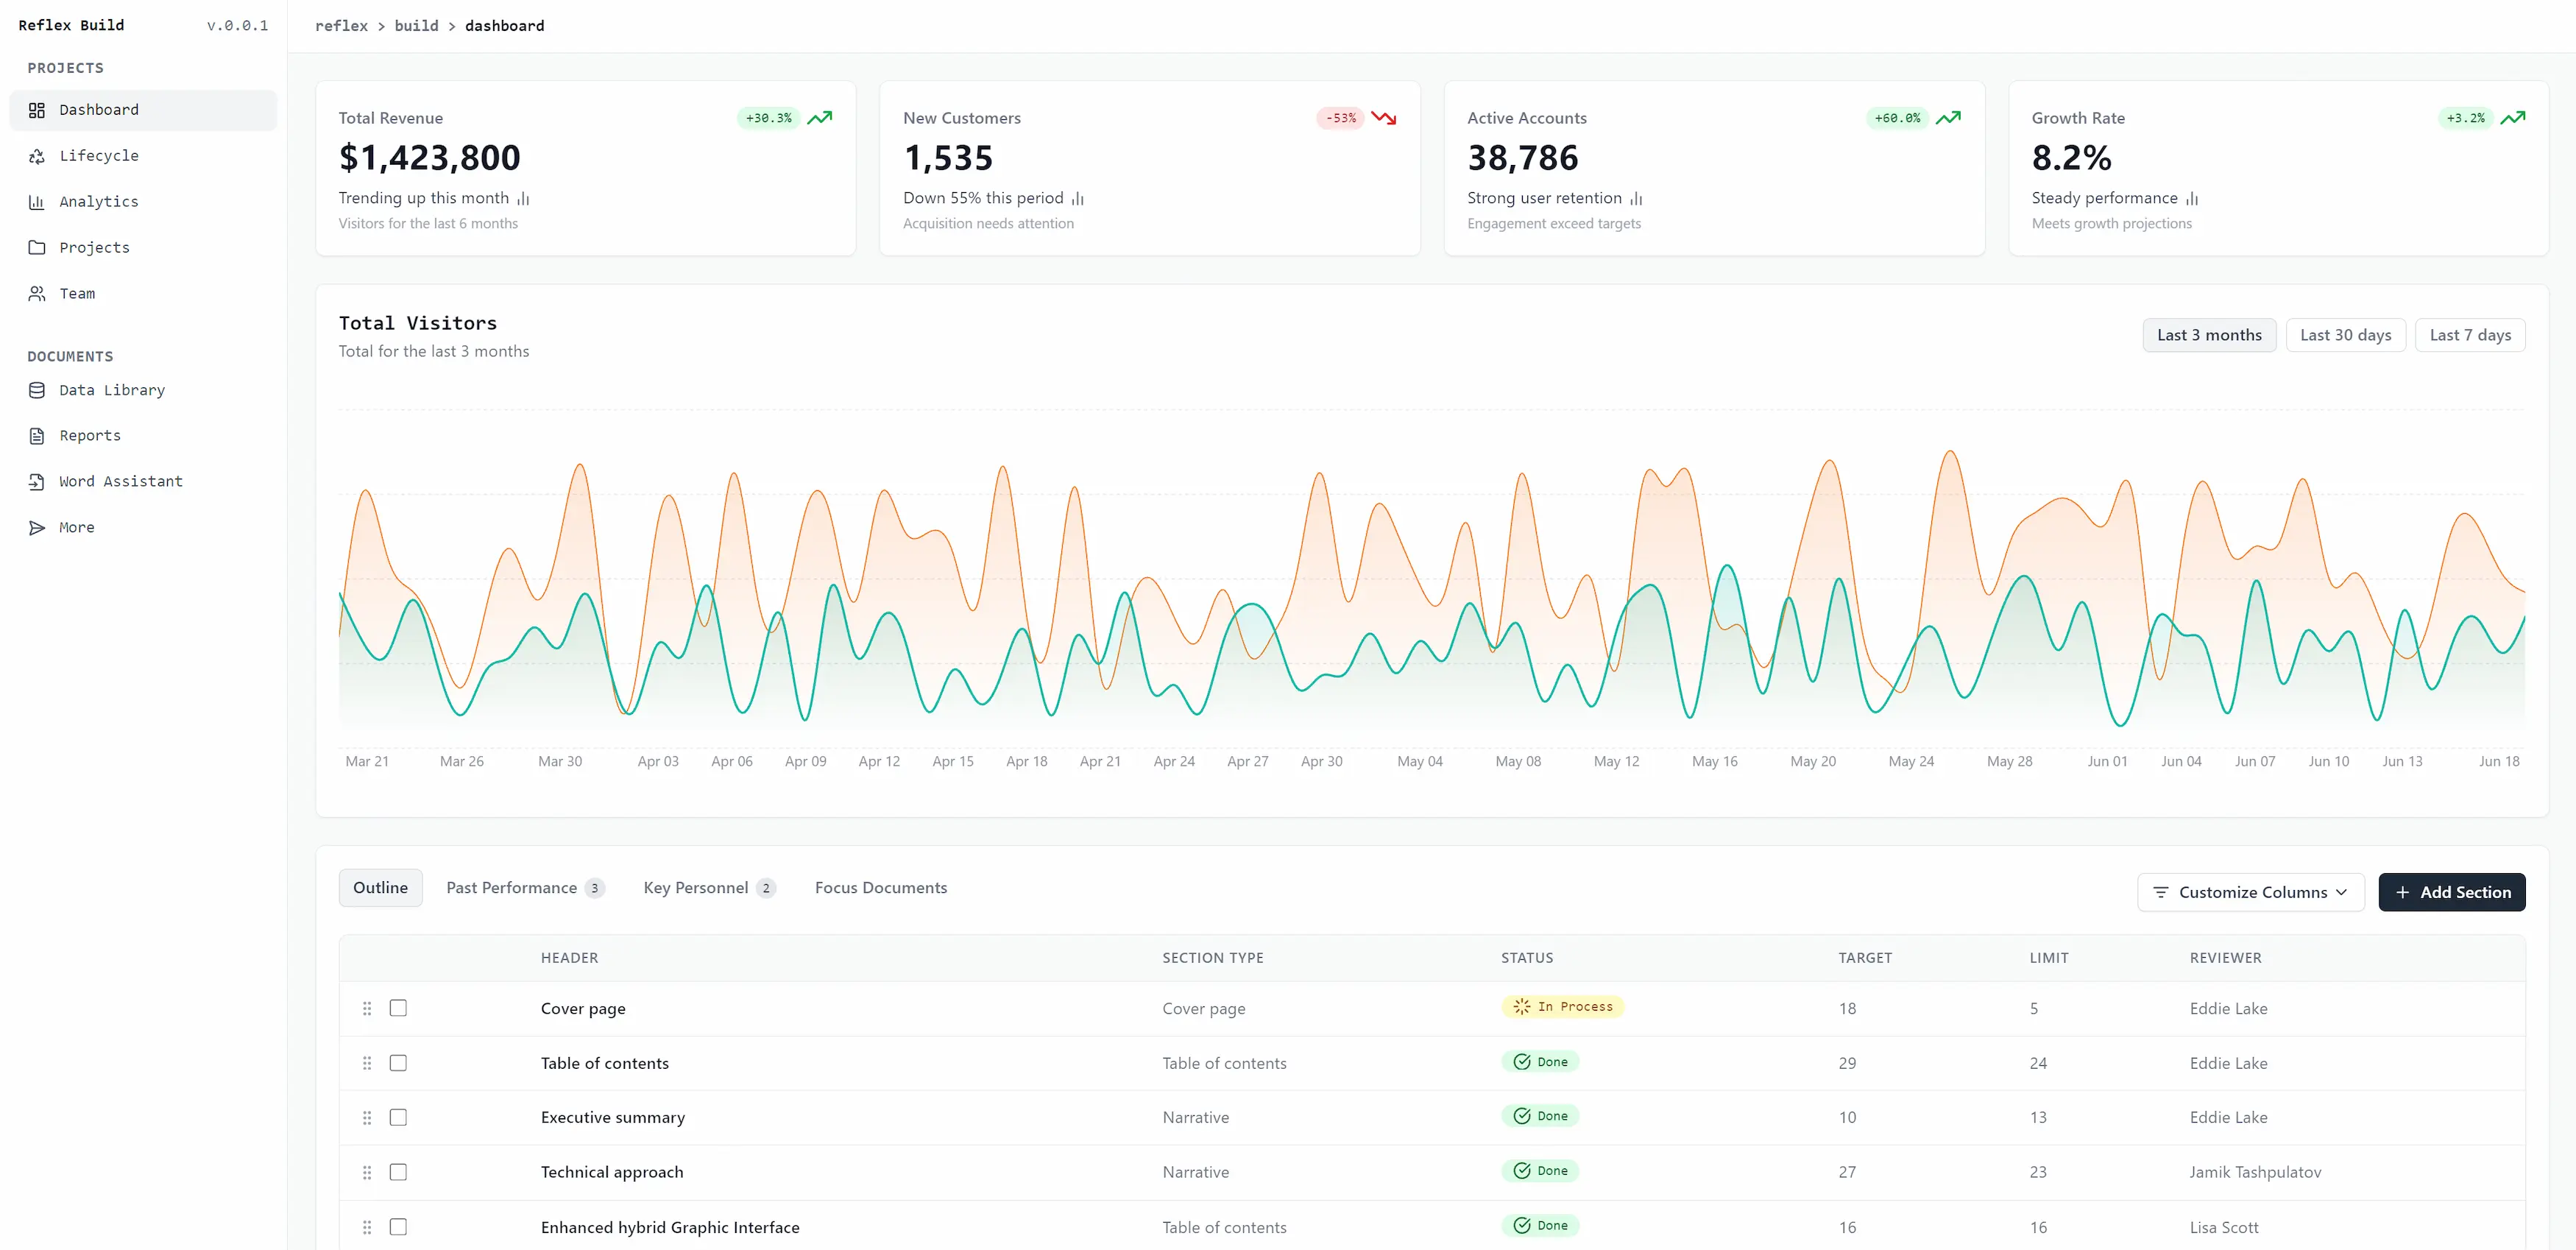 Reflex Build v.0.0.1
PROJECTS
Dashboard
Lifecycle
Analytics
Projects
Team
DOCUMENTS
Data Library
Reports
Word Assistant
More
reflex > build > dashboard
Total Revenue +30.3%
$1,423,800
Trending up this month
Visitors for the last 6 months
New Customers -53%
1,535
Down 55% this period
Acquisition needs attention
Active Accounts +60.0%
38,786
Strong user retention
Engagement exceed targets
Growth Rate +3.2%
8.2%
Steady performance
Meets growth projections
Total Visitors
Total for the last 3 months
Last 3 months Last 30 days Last 7 days
Mar 21 Mar 26 Mar 30 Apr 03 Apr 06 Apr 09 Apr 12 Apr 15 Apr 18 Apr 21 Apr 24 Apr 27 Apr 30 May 04 May 08 May 12 May 16 May 20 May 24 May 28 Jun 01 Jun 04 Jun 07 Jun 10 Jun 13 Jun 18
Outline Past Performance 3 Key Personnel 2 Focus Documents Customize Columns + Add Section
HEADER SECTION TYPE STATUS TARGET LIMIT REVIEWER
Cover page Cover page In Process 18 5 Eddie Lake
Table of contents Table of contents Done 29 24 Eddie Lake
Executive summary Narrative Done 10 13 Eddie Lake
Technical approach Narrative Done 27 23 Jamik Tashpulatov
Enhanced hybrid Graphic Interface Table of contents Done 16 16 Lisa Scott